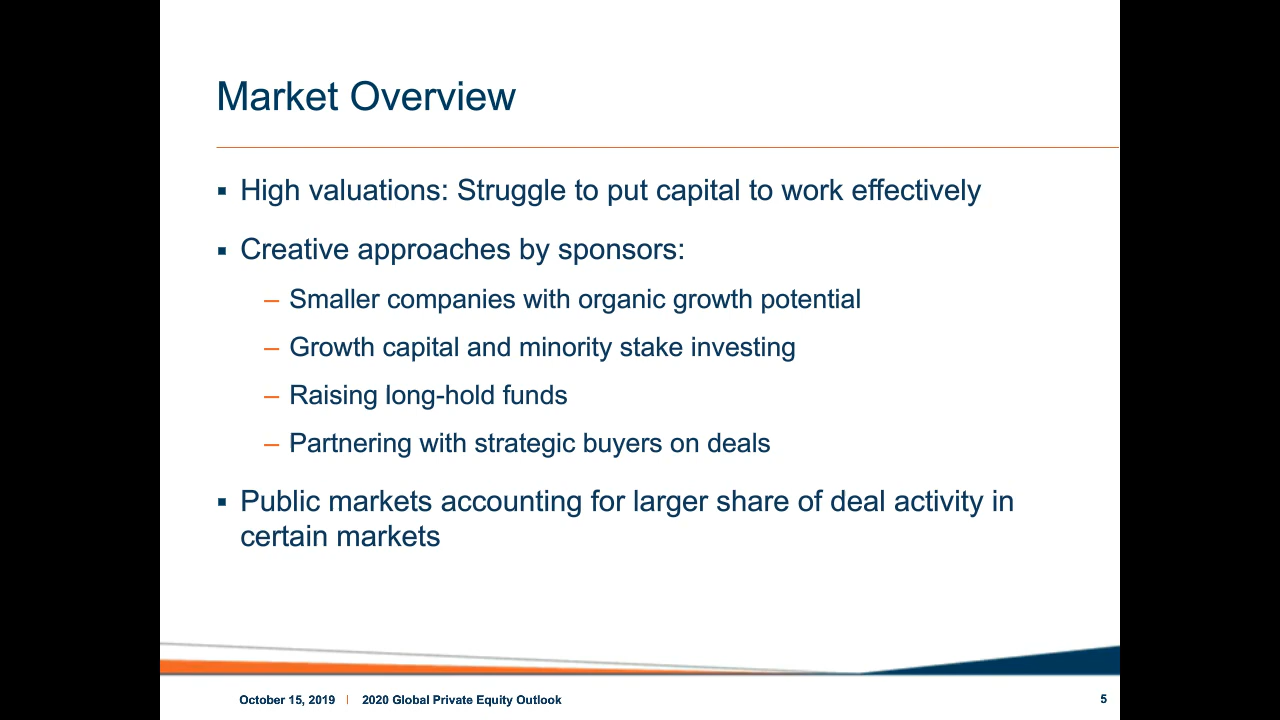 Market Overview
▪ High valuations: Struggle to put capital to work effectively
▪ Creative approaches by sponsors:
– Smaller companies with organic growth potential
– Growth capital and minority stake investing
– Raising long-hold funds
– Partnering with strategic buyers on deals
▪ Public markets accounting for larger share of deal activity in
certain markets
October 15, 2019 | 2020 Global Private Equity Outlook 5